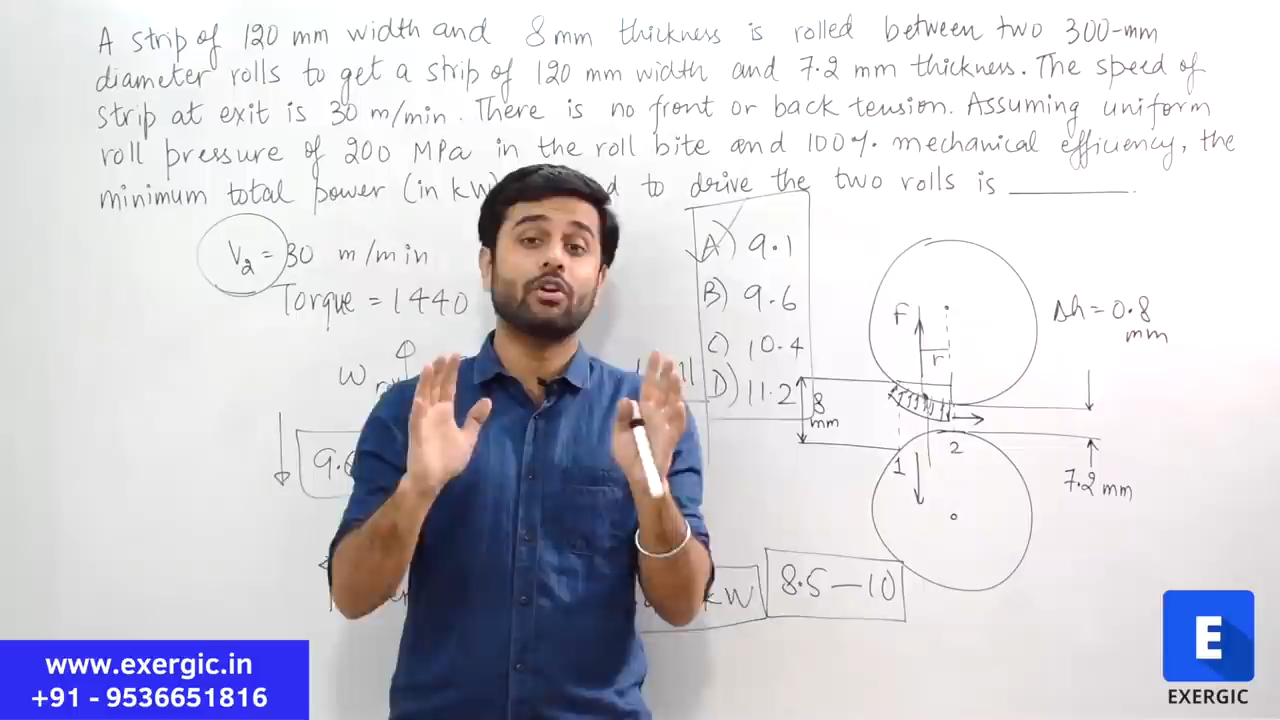 A strip of 120 mm width and 8 mm thickness is rolled between two 300-mm
diameter rolls to get a strip of 120 mm width and 7.2 mm thickness. The speed of
strip at exit is 30 m/min. There is no front or back tension. Assuming uniform
roll pressure of 200 MPa in the roll bite and 100% mechanical efficiency, the
minimum total power (in kW) to drive the two rolls is ______.
V2 = 30 m/min
Torque = 1440
ω
9.6
A) 9.1
B) 9.6
C) 10.4
D) 11.2
F
r
Δh = 0.8
mm
8
mm
1
2
7.2 mm
kW
8.5 — 10
www.exergic.in
+91 - 9536651816
E
EXERGIC